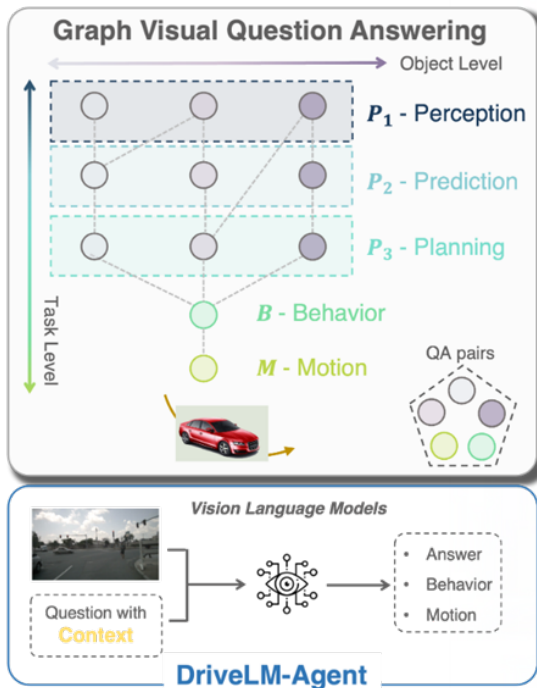 Graph Visual Question Answering
Object Level
P₁ - Perception
P₂ - Prediction
P₃ - Planning
B - Behavior
M - Motion
Task Level
QA pairs
Vision Language Models
Question with
Context
• Answer
• Behavior
• Motion
DriveLM-Agent